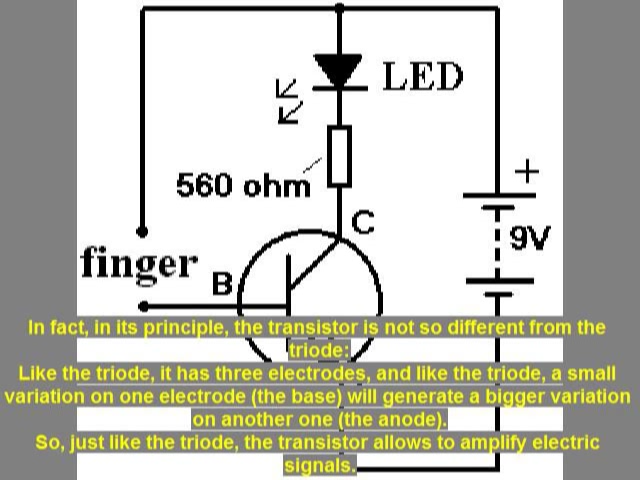 LED
560 ohm
+
C
9V
finger
B
In fact, in its principle, the transistor is not so different from the
triode:
Like the triode, it has three electrodes, and like the triode, a small
variation on one electrode (the base) will generate a bigger variation
on another one (the anode).
So, just like the triode, the transistor allows to amplify electric
signals.